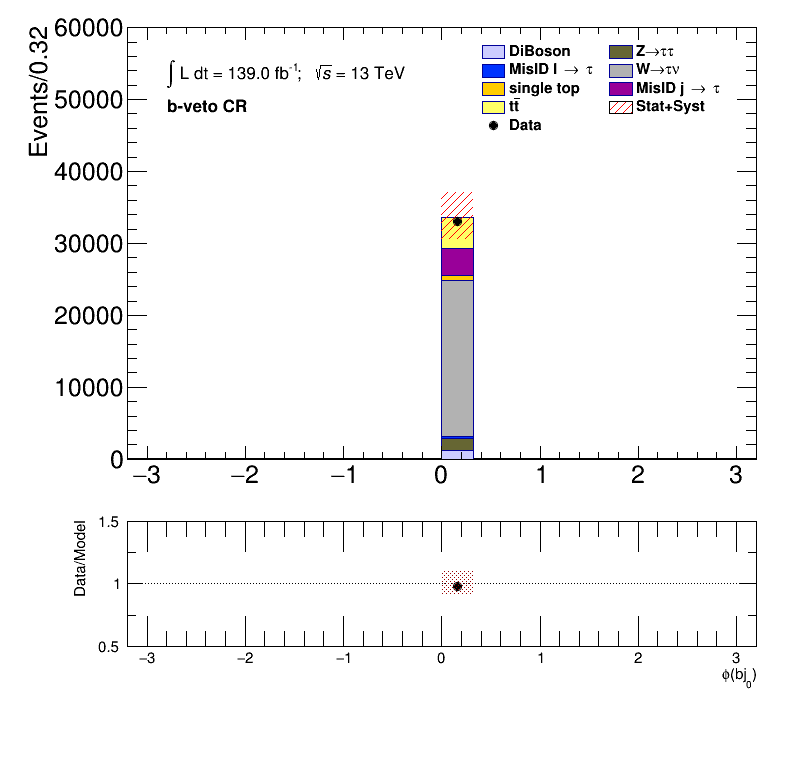 Events/0.32
60000
50000
40000
30000
20000
10000
0
∫ L dt = 139.0 fb⁻¹; √s = 13 TeV
b-veto CR
DiBoson
MisID l → τ
single top
tt̄
Data
Z→ττ
W→τν
MisID j → τ
Stat+Syst
−3 −2 −1 0 1 2 3
Data/Model
1.5
1
0.5
−3 −2 −1 0 1 2 3
ϕ(bj₀)